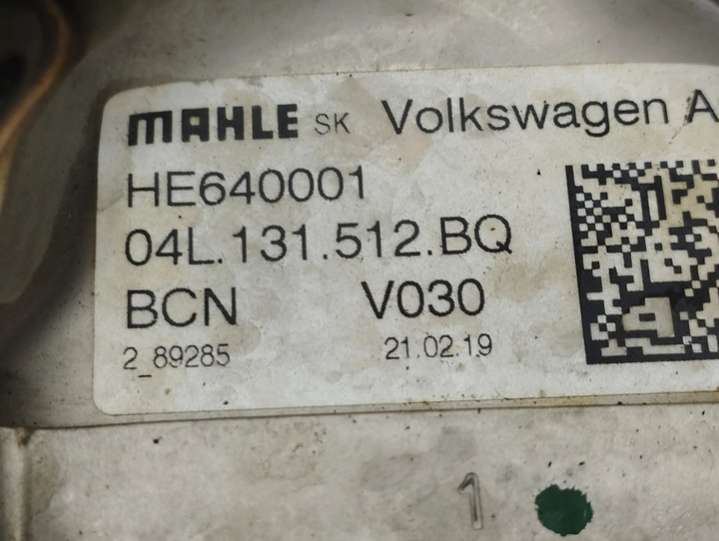 MAHLE SK Volkswagen A
HE640001
04L.131.512.BQ
BCN V030
2_89285 21.02.19
1